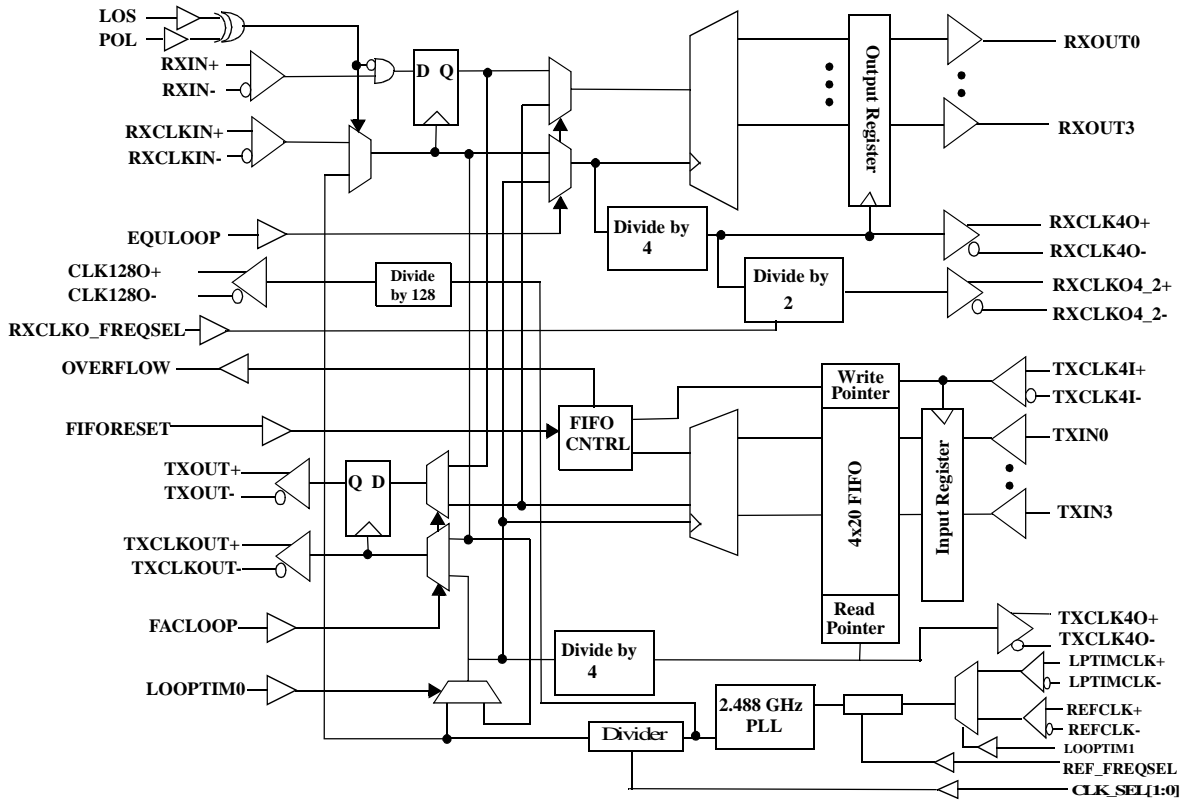 LOS
POL
RXIN+
RXIN-
RXCLKIN+
RXCLKIN-
EQULOOP
CLK128O+
CLK128O-
RXCLKO_FREQSEL
OVERFLOW
FIFORESET
TXOUT+
TXOUT-
TXCLKOUT+
TXCLKOUT-
FACLOOP
LOOPTIM0
D Q
Divide
by 128
Q D
FIFO
CNTRL
Divide by
4
Divide by
2
Output Register
Write
Pointer
4x20 FIFO
Read
Pointer
Input Register
Divide by
4
Divider
2.488 GHz
PLL
RXOUT0
RXOUT3
RXCLK4O+
RXCLK4O-
RXCLKO4_2+
RXCLKO4_2-
TXCLK4I+
TXCLK4I-
TXIN0
TXIN3
TXCLK4O+
TXCLK4O-
LPTIMCLK+
LPTIMCLK-
REFCLK+
REFCLK-
LOOPTIM1
REF_FREQSEL
CLK_SEL[1:0]